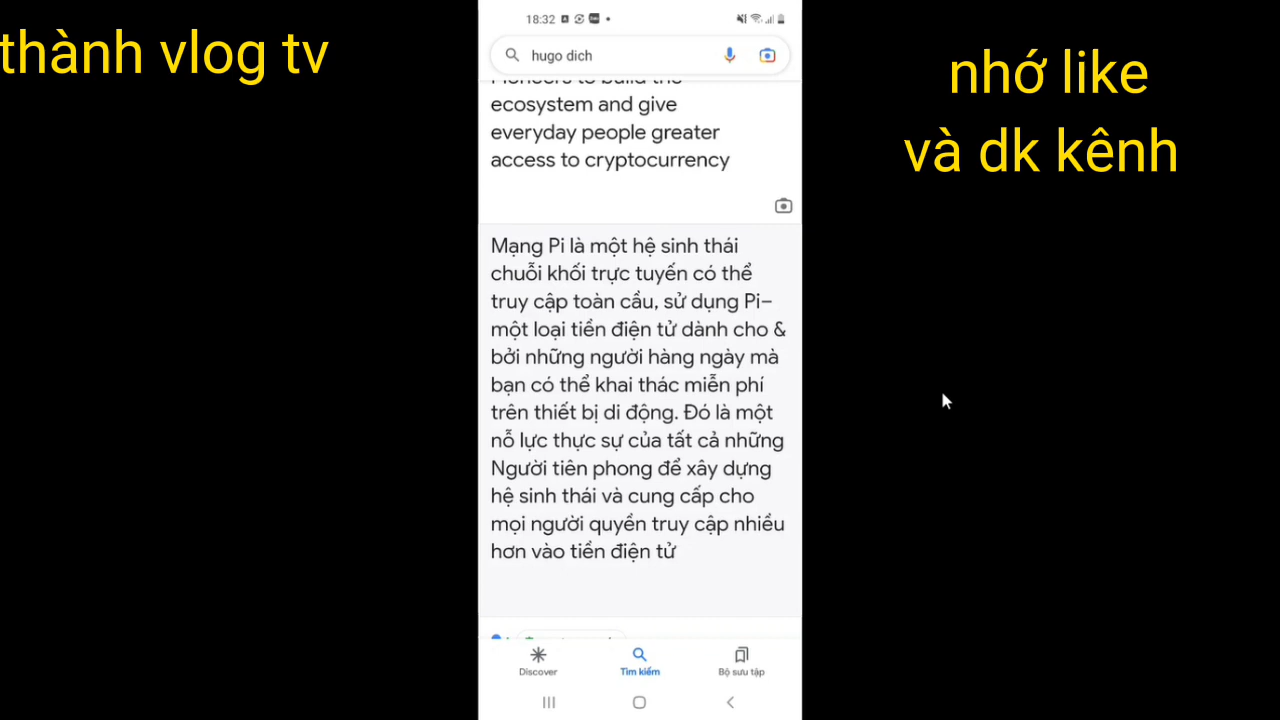 thành vlog tv
nhớ like
và dk kênh
18:32
hugo dich
Pioneers to build the
ecosystem and give
everyday people greater
access to cryptocurrency
Mạng Pi là một hệ sinh thái
chuỗi khối trực tuyến có thể
truy cập toàn cầu, sử dụng Pi–
một loại tiền điện tử dành cho &
bởi những người hàng ngày mà
bạn có thể khai thác miễn phí
trên thiết bị di động. Đó là một
nỗ lực thực sự của tất cả những
Người tiên phong để xây dựng
hệ sinh thái và cung cấp cho
mọi người quyền truy cập nhiều
hơn vào tiền điện tử
Discover
Tìm kiếm
Bộ sưu tập